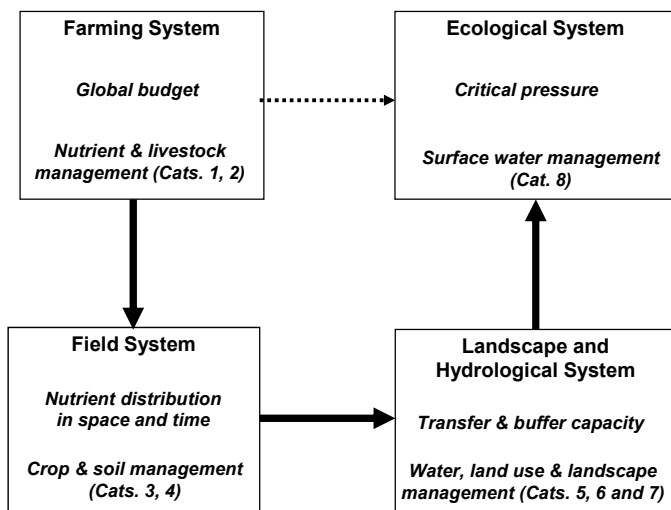 Farming System
Global budget
Nutrient & livestock
management (Cats. 1, 2)
Ecological System
Critical pressure
Surface water management
(Cat. 8)
Field System
Nutrient distribution
in space and time
Crop & soil management
(Cats. 3, 4)
Landscape and
Hydrological System
Transfer & buffer capacity
Water, land use & landscape
management (Cats. 5, 6 and 7)